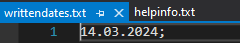 writtendates.txt helpinfo.txt
1 14.03.2024;